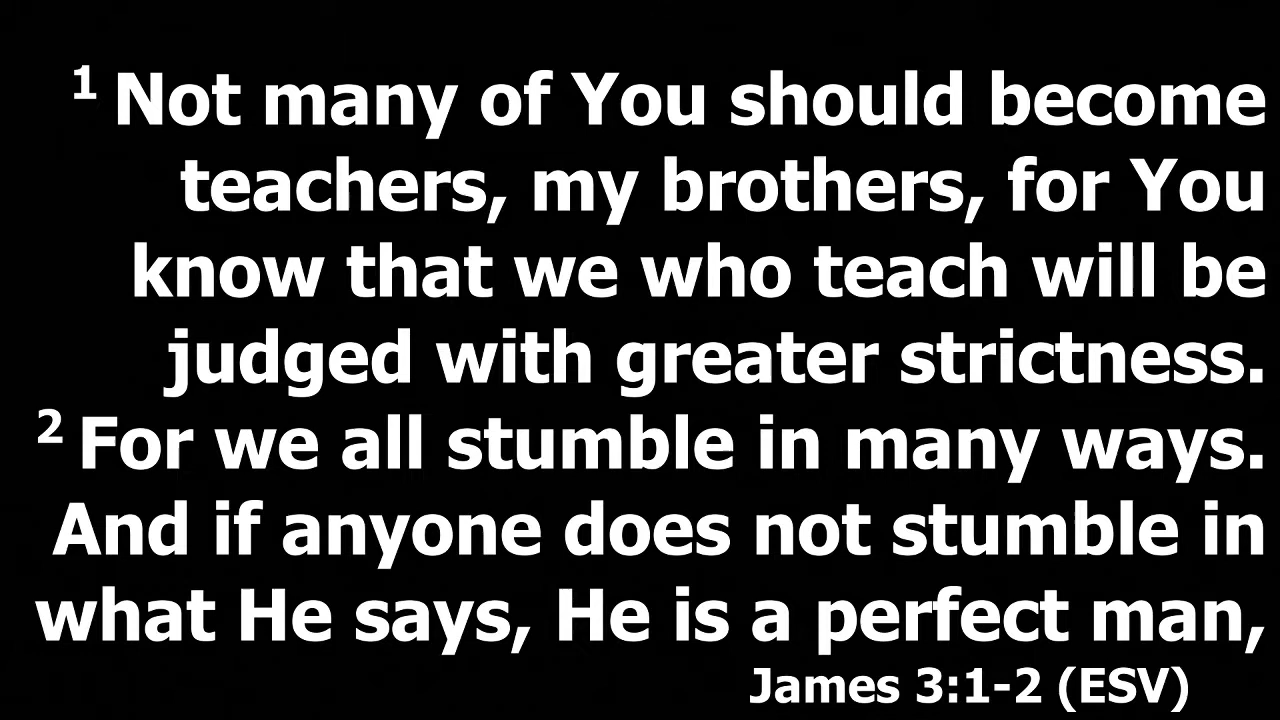 1 Not many of You should become
teachers, my brothers, for You
know that we who teach will be
judged with greater strictness.
2 For we all stumble in many ways.
And if anyone does not stumble in
what He says, He is a perfect man,
James 3:1-2 (ESV)